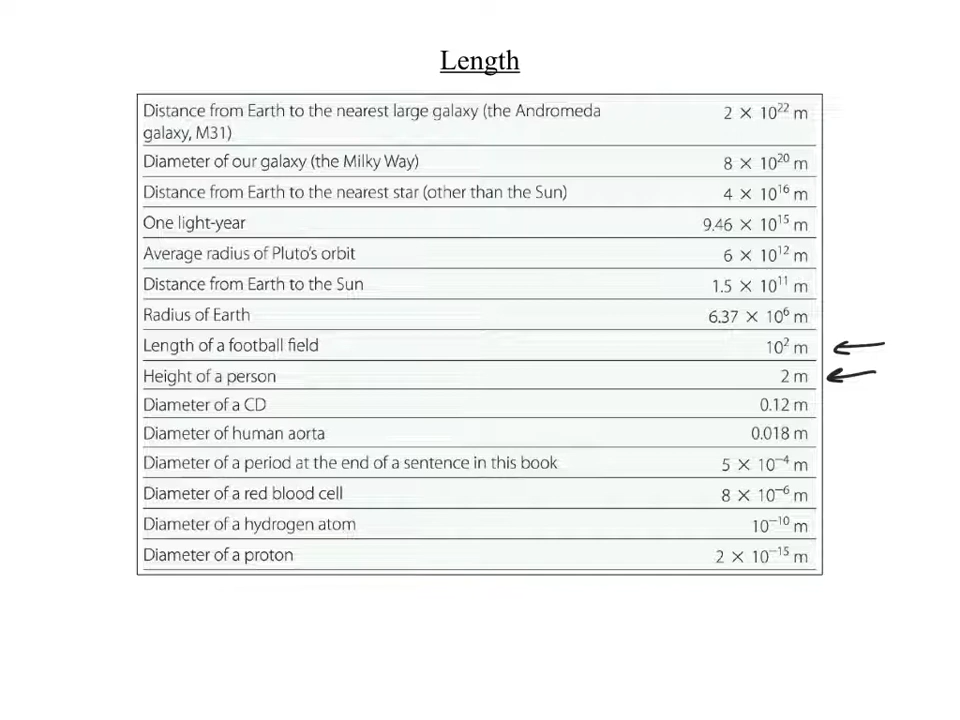 Length
Distance from Earth to the nearest large galaxy (the Andromeda
galaxy, M31) 2 × 10²² m
Diameter of our galaxy (the Milky Way) 8 × 10²⁰ m
Distance from Earth to the nearest star (other than the Sun) 4 × 10¹⁶ m
One light-year 9.46 × 10¹⁵ m
Average radius of Pluto's orbit 6 × 10¹² m
Distance from Earth to the Sun 1.5 × 10¹¹ m
Radius of Earth 6.37 × 10⁶ m
Length of a football field 10² m
Height of a person 2 m
Diameter of a CD 0.12 m
Diameter of human aorta 0.018 m
Diameter of a period at the end of a sentence in this book 5 × 10⁻⁴ m
Diameter of a red blood cell 8 × 10⁻⁶ m
Diameter of a hydrogen atom 10⁻¹⁰ m
Diameter of a proton 2 × 10⁻¹⁵ m